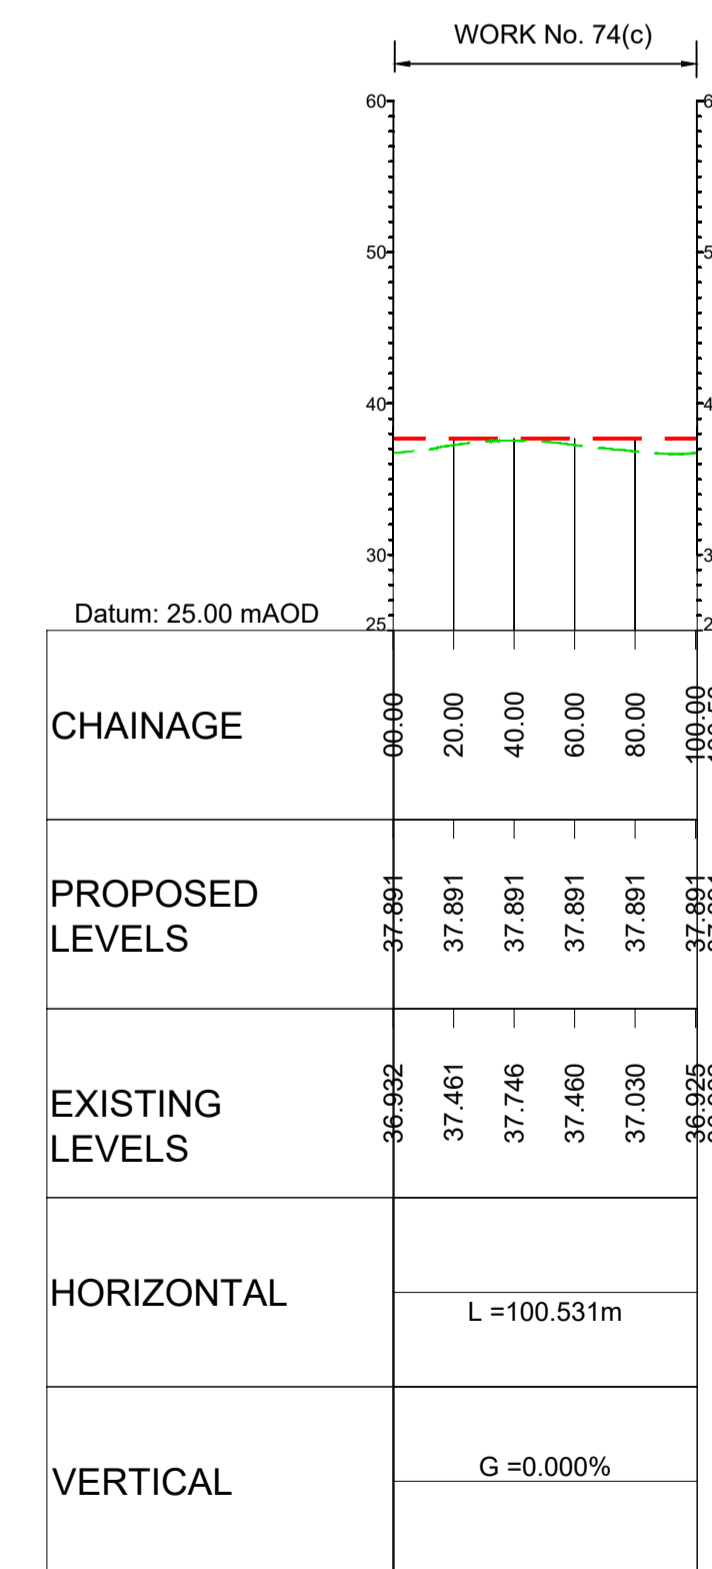 WORK No. 74(c)
60
50
40
30
25
Datum: 25.00 mAOD
CHAINAGE
00.00 20.00 40.00 60.00 80.00 100.00
PROPOSED
LEVELS
37.891 37.891 37.891 37.891 37.891 37.891
EXISTING
LEVELS
36.932 37.461 37.746 37.460 37.030 36.925
HORIZONTAL
L =100.531m
VERTICAL
G =0.000%